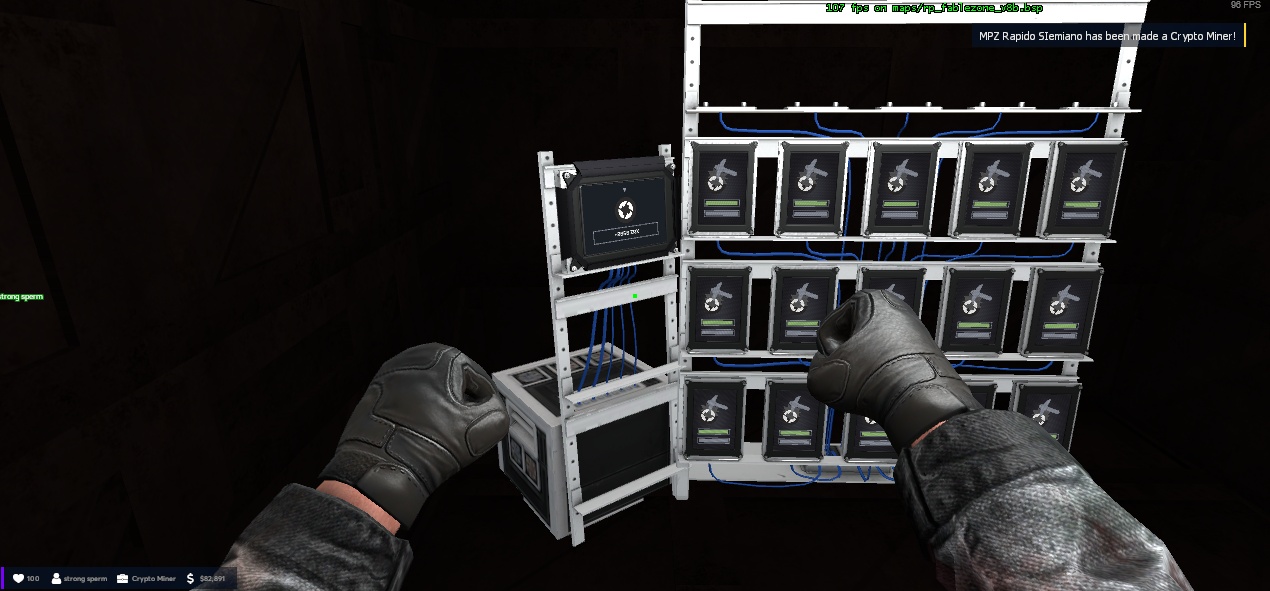 107 fps on maps/rp_fablezone_v8b.bsp
96 FPS
MPZ Rapido SIemiano has been made a Crypto Miner!
strong sperm
100
strong sperm
Crypto Miner
$
$82,891